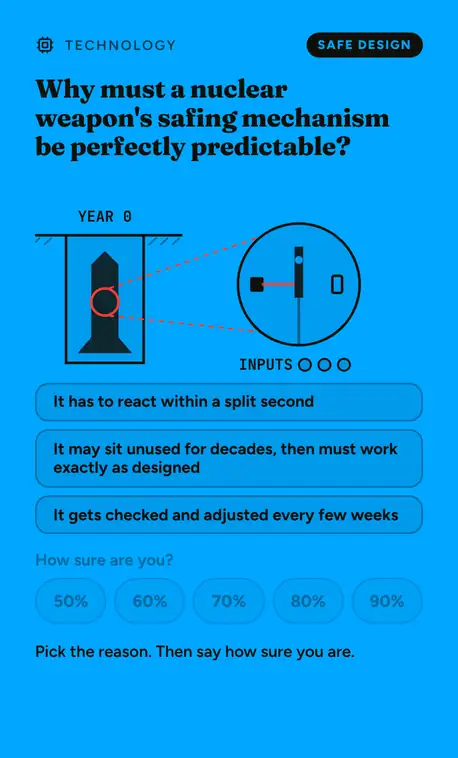 TECHNOLOGY
SAFE DESIGN
Why must a nuclear
weapon's safing mechanism
be perfectly predictable?
YEAR 0
INPUTS
It has to react within a split second
It may sit unused for decades, then must work
exactly as designed
It gets checked and adjusted every few weeks
How sure are you?
50%
60%
70%
80%
90%
Pick the reason. Then say how sure you are.